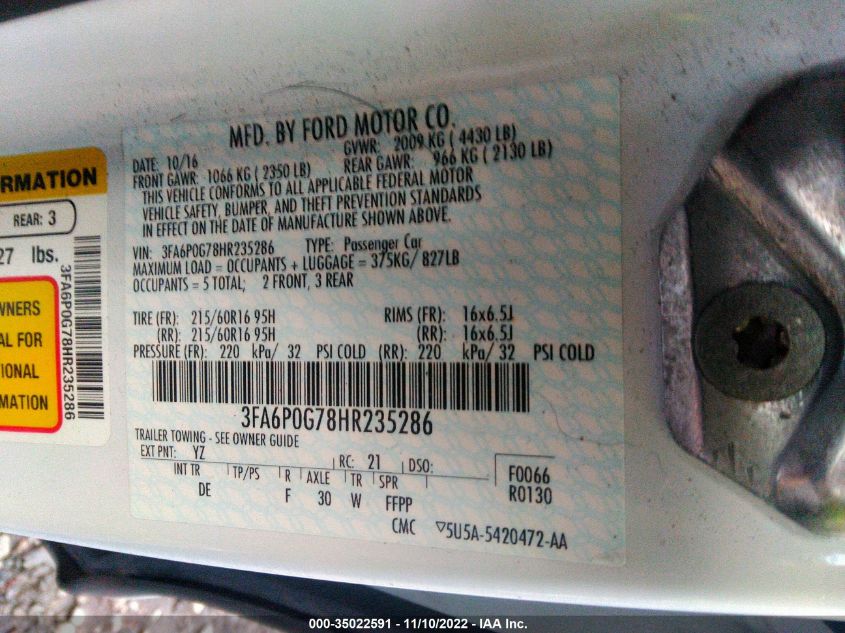 MFD. BY FORD MOTOR CO.
DATE: 10/16 GVWR: 2009 KG ( 4430 LB)
FRONT GAWR: 1066 KG ( 2350 LB) REAR GAWR: 966 KG ( 2130 LB)
THIS VEHICLE CONFORMS TO ALL APPLICABLE FEDERAL MOTOR
VEHICLE SAFETY, BUMPER, AND THEFT PREVENTION STANDARDS
IN EFFECT ON THE DATE OF MANUFACTURE SHOWN ABOVE.
VIN: 3FA6P0G78HR235286 TYPE: Passenger Car
MAXIMUM LOAD = OCCUPANTS + LUGGAGE = 375KG/ 827LB
OCCUPANTS = 5 TOTAL; 2 FRONT, 3 REAR
TIRE (FR): 215/60R16 95H RIMS (FR): 16x6.5J
(RR): 215/60R16 95H (RR): 16x6.5J
PRESSURE (FR): 220 kPa/ 32 PSI COLD (RR): 220 kPa/ 32 PSI COLD
3FA6P0G78HR235286
TRAILER TOWING - SEE OWNER GUIDE
EXT PNT: YZ RC: 21 DSO:
INT TR TP/PS R AXLE TR SPR
DE F 30 W FFPP
F0066
R0130
CMC ▽5U5A-5420472-AA
RMATION
REAR: 3
27 lbs.
3FA6P0G78HR235286
WNERS
AL FOR
TIONAL
RMATION
000-35022591 - 11/10/2022 - IAA Inc.